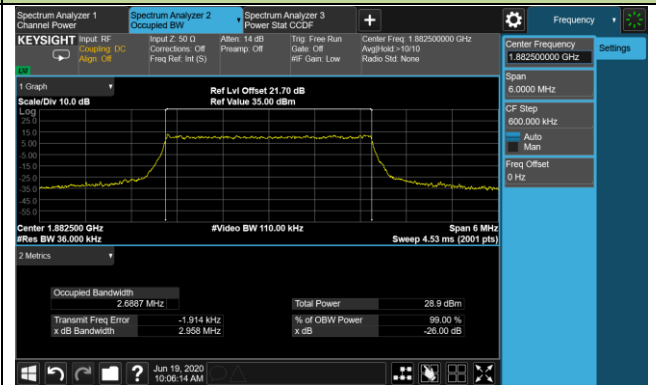 Spectrum Analyzer 1
Channel Power
Spectrum Analyzer 2
Occupied BW
Spectrum Analyzer 3
Power Stat CCDF
+
Frequency
KEYSIGHT
Input: RF
Coupling: DC
Align: Off
Input Z: 50 Ω
Corrections: Off
Freq Ref: Int (S)
Atten: 14 dB
Preamp: Off
Trig: Free Run
Gate: Off
#IF Gain: Low
Center Freq: 1.882500000 GHz
Avg|Hold:>10/10
Radio Std: None
Center Frequency
1.882500000 GHz
Settings
Span
6.0000 MHz
CF Step
600.000 kHz
Auto
Man
Freq Offset
0 Hz
1 Graph
Scale/Div 10.0 dB
Ref Lvl Offset 21.70 dB
Ref Value 35.00 dBm
Log
25.0
15.0
5.00
-5.00
-15.0
-25.0
-35.0
-45.0
-55.0
Center 1.882500 GHz
#Res BW 36.000 kHz
#Video BW 110.00 kHz
Span 6 MHz
Sweep 4.53 ms (2001 pts)
2 Metrics
Occupied Bandwidth
2.6887 MHz
Total Power 28.9 dBm
Transmit Freq Error -1.914 kHz
% of OBW Power 99.00 %
x dB Bandwidth 2.958 MHz
x dB -26.00 dB
?
Jun 19, 2020
10:06:14 AM